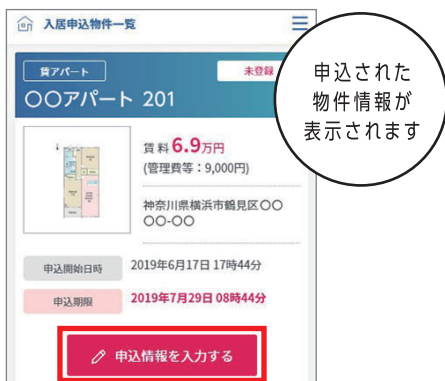 入居申込物件一覧
賃アパート
未登録
〇〇アパート 201
賃料6.9万円
(管理費等：9,000円)
神奈川県横浜市鶴見区〇〇
〇〇-〇〇
申込開始日時 2019年6月17日 17時44分
申込期限 2019年7月29日 08時44分
申込情報を入力する
申込された
物件情報が
表示されます